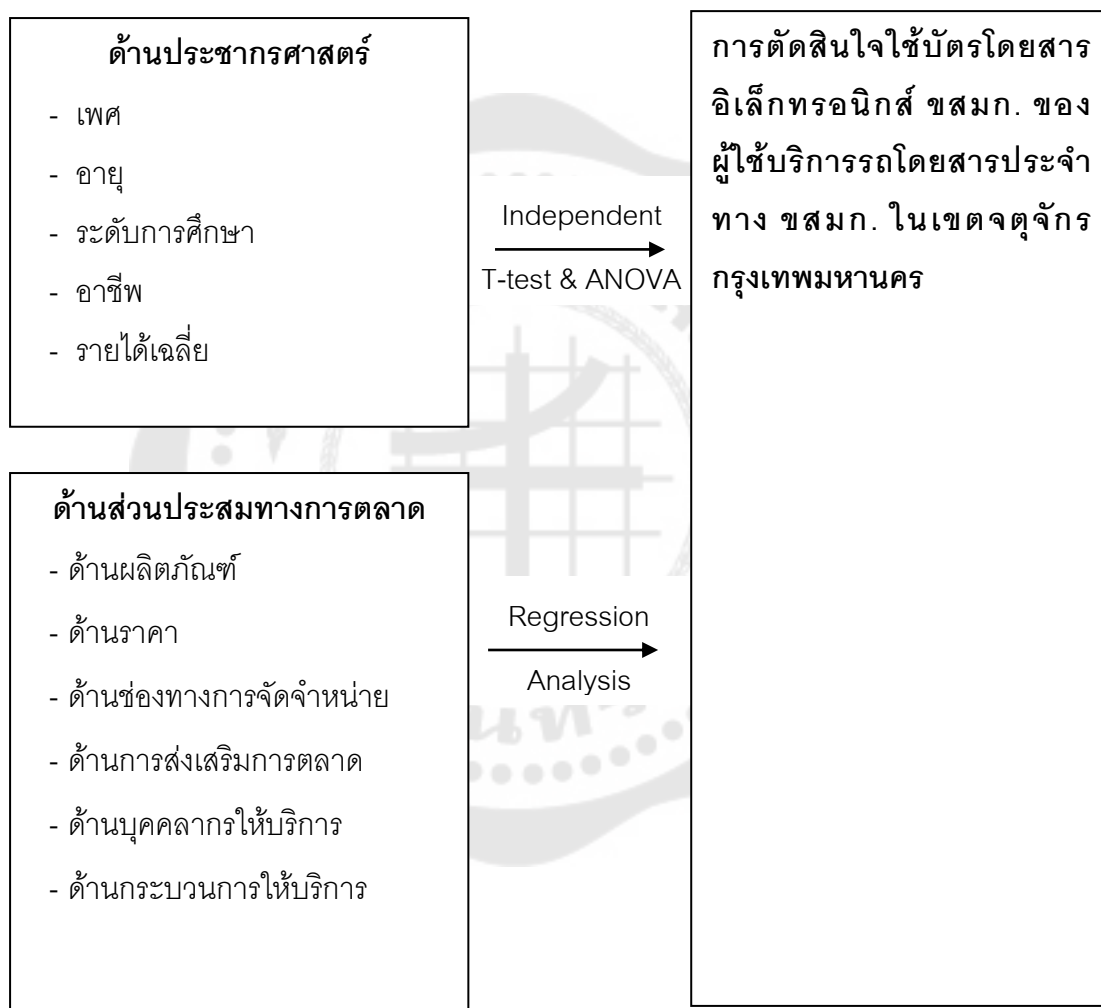 ด้านประชากรศาสตร์
- เพศ
- อายุ
- ระดับการศึกษา
- อาชีพ
- รายได้เฉลี่ย
Independent
T-test & ANOVA
การตัดสินใจใช้บัตรโดยสาร
อิเล็กทรอนิกส์ ขสมก. ของ
ผู้ใช้บริการรถโดยสารประจำ
ทาง ขสมก. ในเขตจตุจักร
กรุงเทพมหานคร
ด้านส่วนประสมทางการตลาด
- ด้านผลิตภัณฑ์
- ด้านราคา
- ด้านช่องทางการจัดจำหน่าย
- ด้านการส่งเสริมการตลาด
- ด้านบุคคลากรให้บริการ
- ด้านกระบวนการให้บริการ
Regression
Analysis